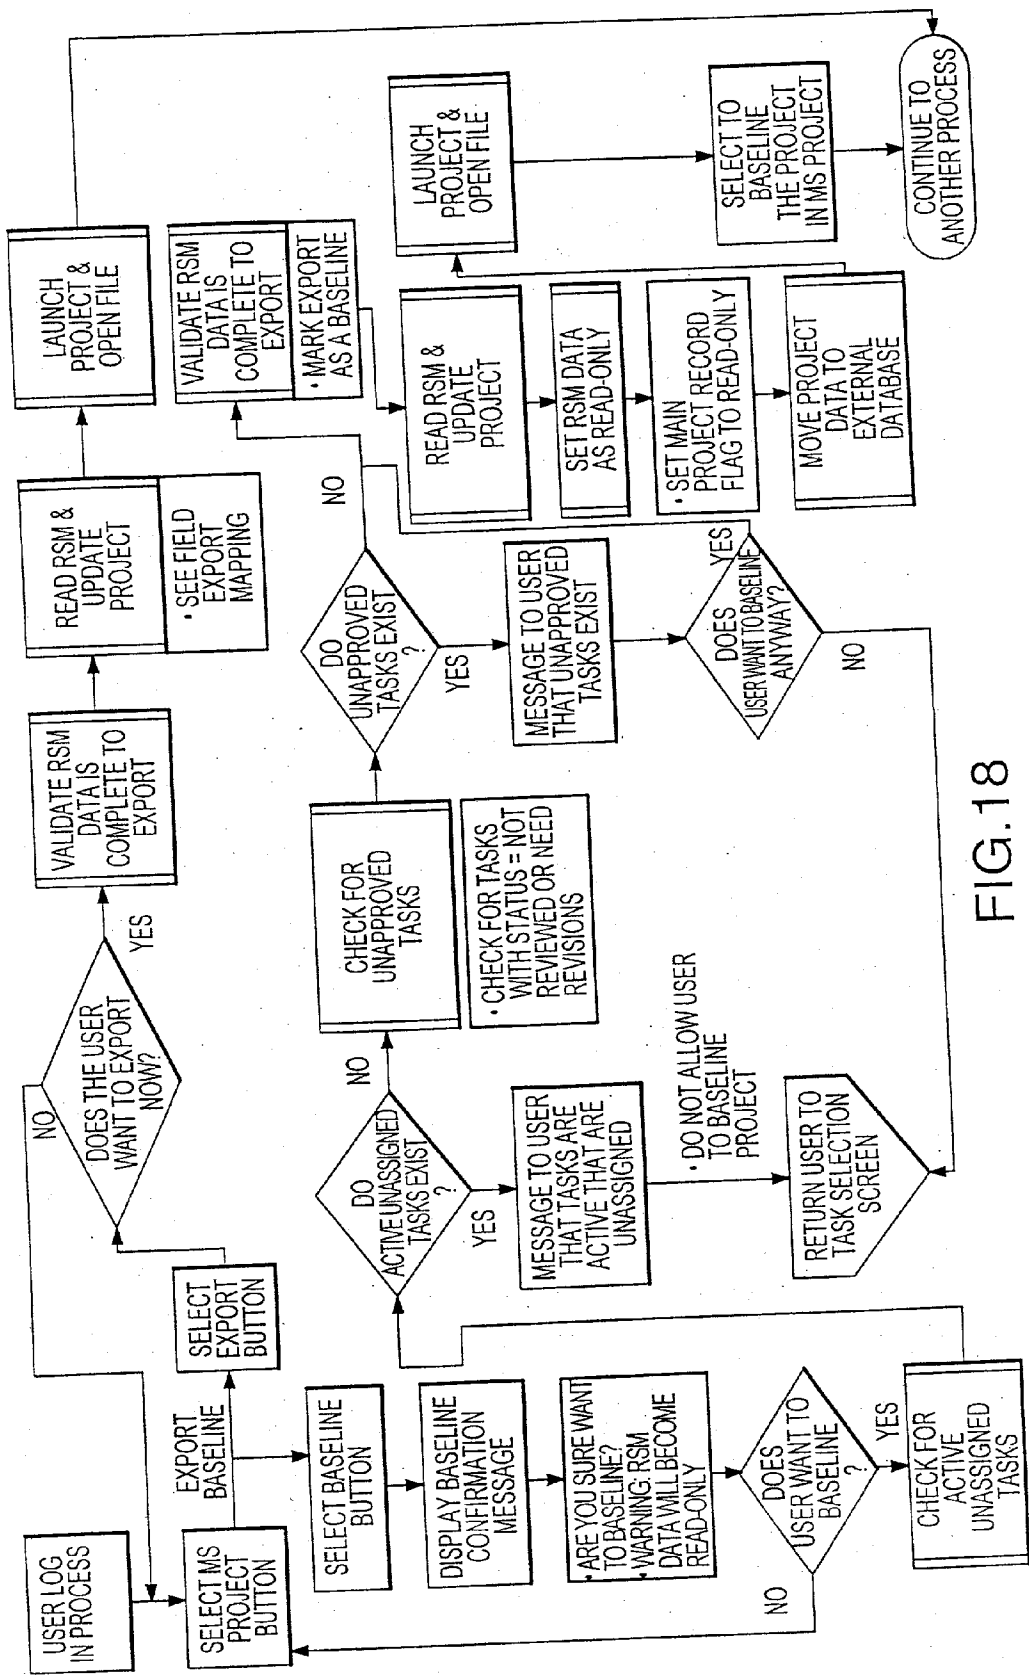 USER LOG
IN PROCESS
SELECT MS
PROJECT
BUTTON
EXPORT
BASELINE
SELECT
EXPORT
BUTTON
NO
DOES THE USER
WANT TO EXPORT
NOW?
YES
VALIDATE RSM
DATA IS
COMPLETE TO
EXPORT
READ RSM &
UPDATE
PROJECT
• SEE FIELD
EXPORT
MAPPING
LAUNCH
PROJECT &
OPEN FILE
SELECT BASELINE
BUTTON
DISPLAY BASELINE
CONFIRMATION
MESSAGE
• ARE YOU SURE WANT
TO BASELINE?
• WARNING: RSM
DATA WILL BECOME
READ-ONLY
DOES
USER WANT TO
BASELINE
?
NO
YES
CHECK FOR
ACTIVE
UNASSIGNED
TASKS
DO
ACTIVE UNASSIGNED
TASKS EXIST
?
NO
YES
MESSAGE TO USER
THAT TASKS ARE
ACTIVE THAT ARE
UNASSIGNED
• DO NOT ALLOW USER
TO BASELINE
PROJECT
RETURN USER TO
TASK SELECTION
SCREEN
CHECK FOR
UNAPPROVED
TASKS
• CHECK FOR TASKS
WITH STATUS = NOT
REVIEWED OR NEED
REVISIONS
DO
UNAPPROVED
TASKS EXIST
?
NO
YES
MESSAGE TO USER
THAT UNAPPROVED
TASKS EXIST
DOES
USER WANT TO BASELINE
ANYWAY?
YES
NO
VALIDATE RSM
DATA IS
COMPLETE TO
EXPORT
• MARK EXPORT
AS A BASELINE
READ RSM &
UPDATE
PROJECT
SET RSM DATA
AS READ-ONLY
• SET MAIN
PROJECT RECORD
FLAG TO READ-ONLY
MOVE PROJECT
DATA TO
EXTERNAL
DATABASE
LAUNCH
PROJECT &
OPEN FILE
SELECT TO
BASELINE
THE PROJECT
IN MS PROJECT
CONTINUE TO
ANOTHER PROCESS
FIG.18